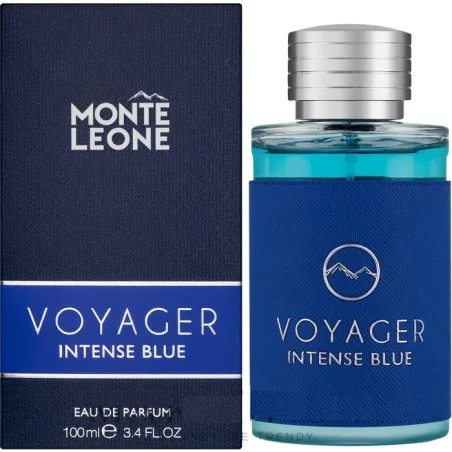 MONTE
LEONE
VOYAGER
INTENSE BLUE
EAU DE PARFUM
100ml℮ 3.4 FL.OZ
VOYAGER
INTENSE BLUE